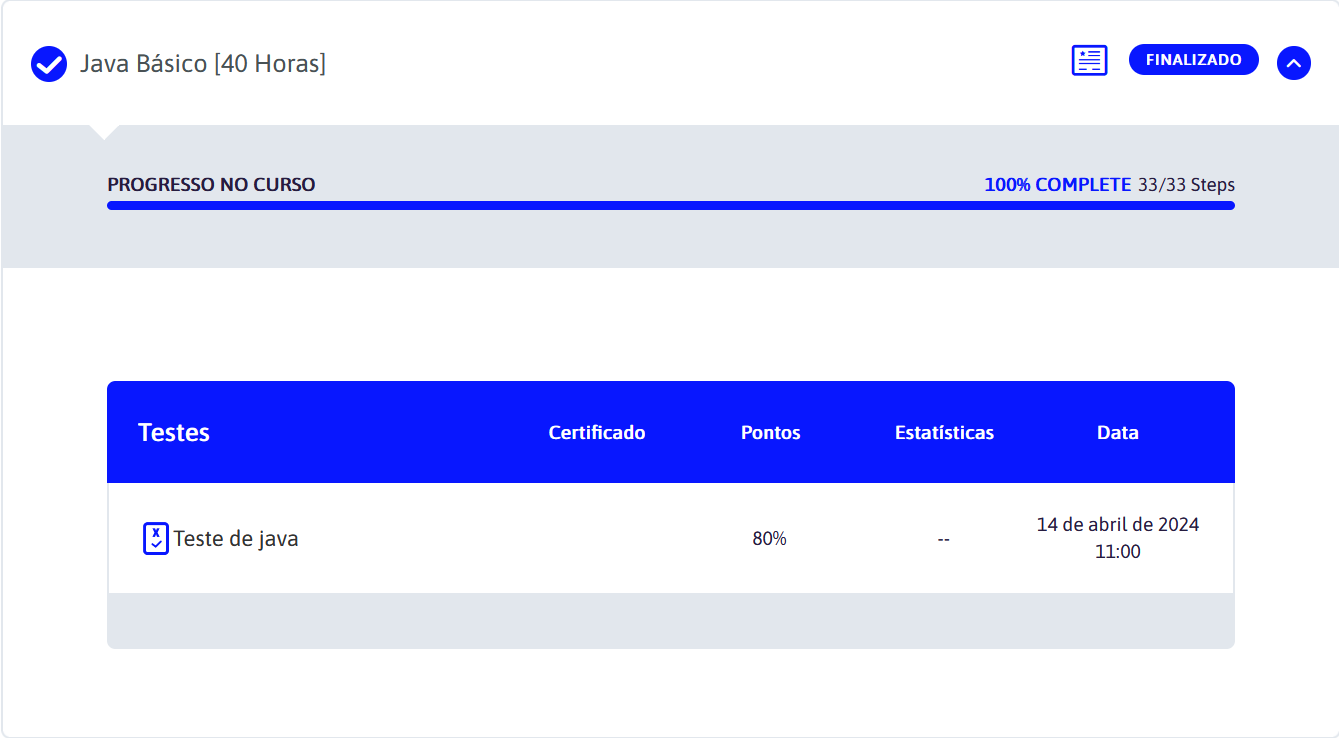 Java Básico [40 Horas]
FINALIZADO
PROGRESSO NO CURSO
100% COMPLETE 33/33 Steps
Testes Certificado Pontos Estatísticas Data
Teste de java 80% -- 14 de abril de 2024
11:00